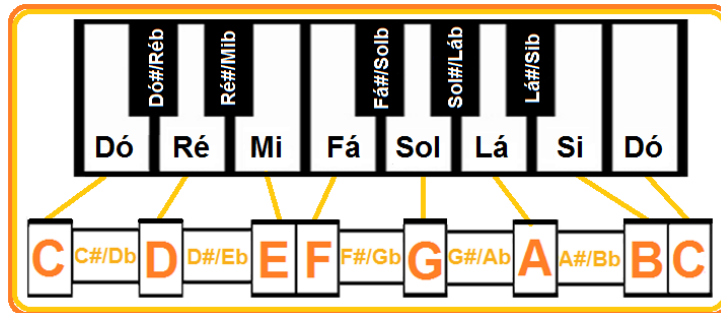 Dó#/Réb Ré#/Mib Fá#/Solb Sol#/Láb Lá#/Sib
Dó Ré Mi Fá Sol Lá Si Dó
C C#/Db D D#/Eb E F F#/Gb G G#/Ab A A#/Bb B C